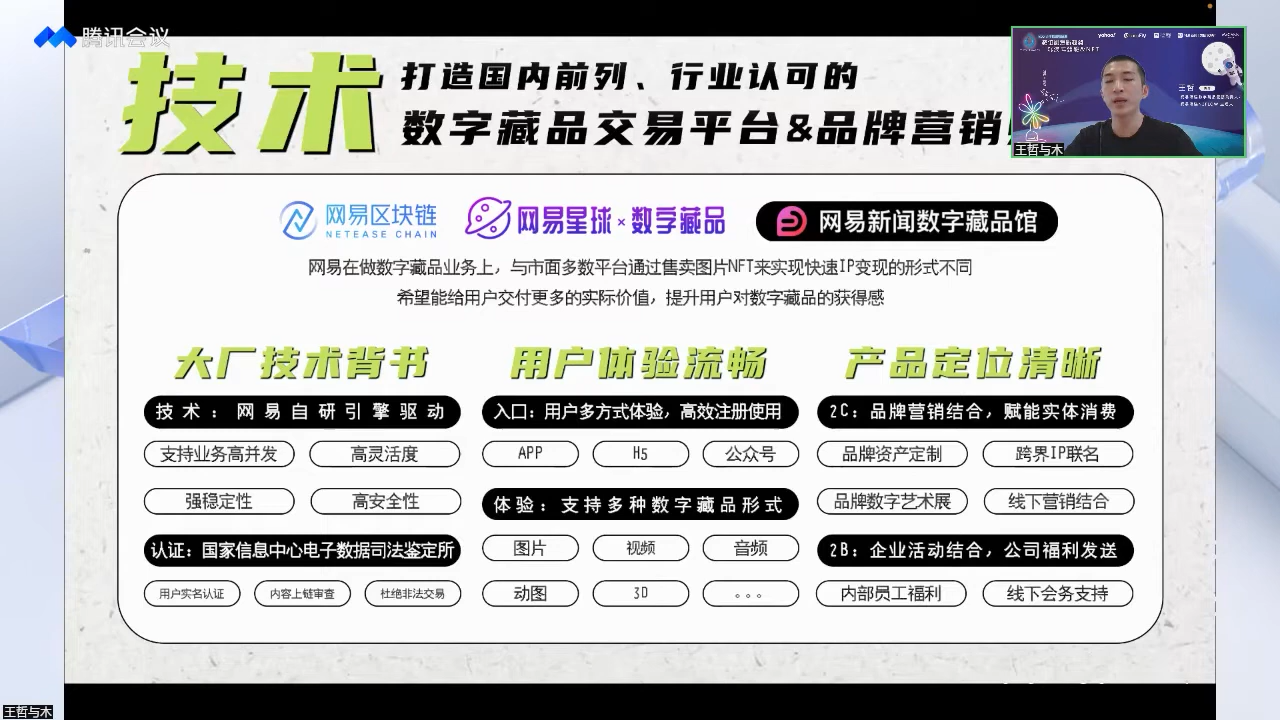 腾讯会议
技术
打造国内前列、行业认可的
数字藏品交易平台&品牌营销
yahoo!
王哲
王哲与木
网易区块链
NETEASE CHAIN
网易星球×数字藏品
网易新闻数字藏品馆
网易在做数字藏品业务上，与市面多数平台通过售卖图片NFT来实现快速IP变现的形式不同
希望能给用户交付更多的实际价值，提升用户对数字藏品的获得感
大厂技术背书
用户体验流畅
产品定位清晰
技术：网易自研引擎驱动
入口：用户多方式体验，高效注册使用
2C：品牌营销结合，赋能实体消费
支持业务高并发
高灵活度
APP
H5
公众号
品牌资产定制
跨界IP联名
强稳定性
高安全性
体验：支持多种数字藏品形式
品牌数字艺术展
线下营销结合
认证：国家信息中心电子数据司法鉴定所
图片
视频
音频
2B：企业活动结合，公司福利发送
用户实名认证
内容上链审查
杜绝非法交易
动图
3D
。。。
内部员工福利
线下会务支持
王哲与木